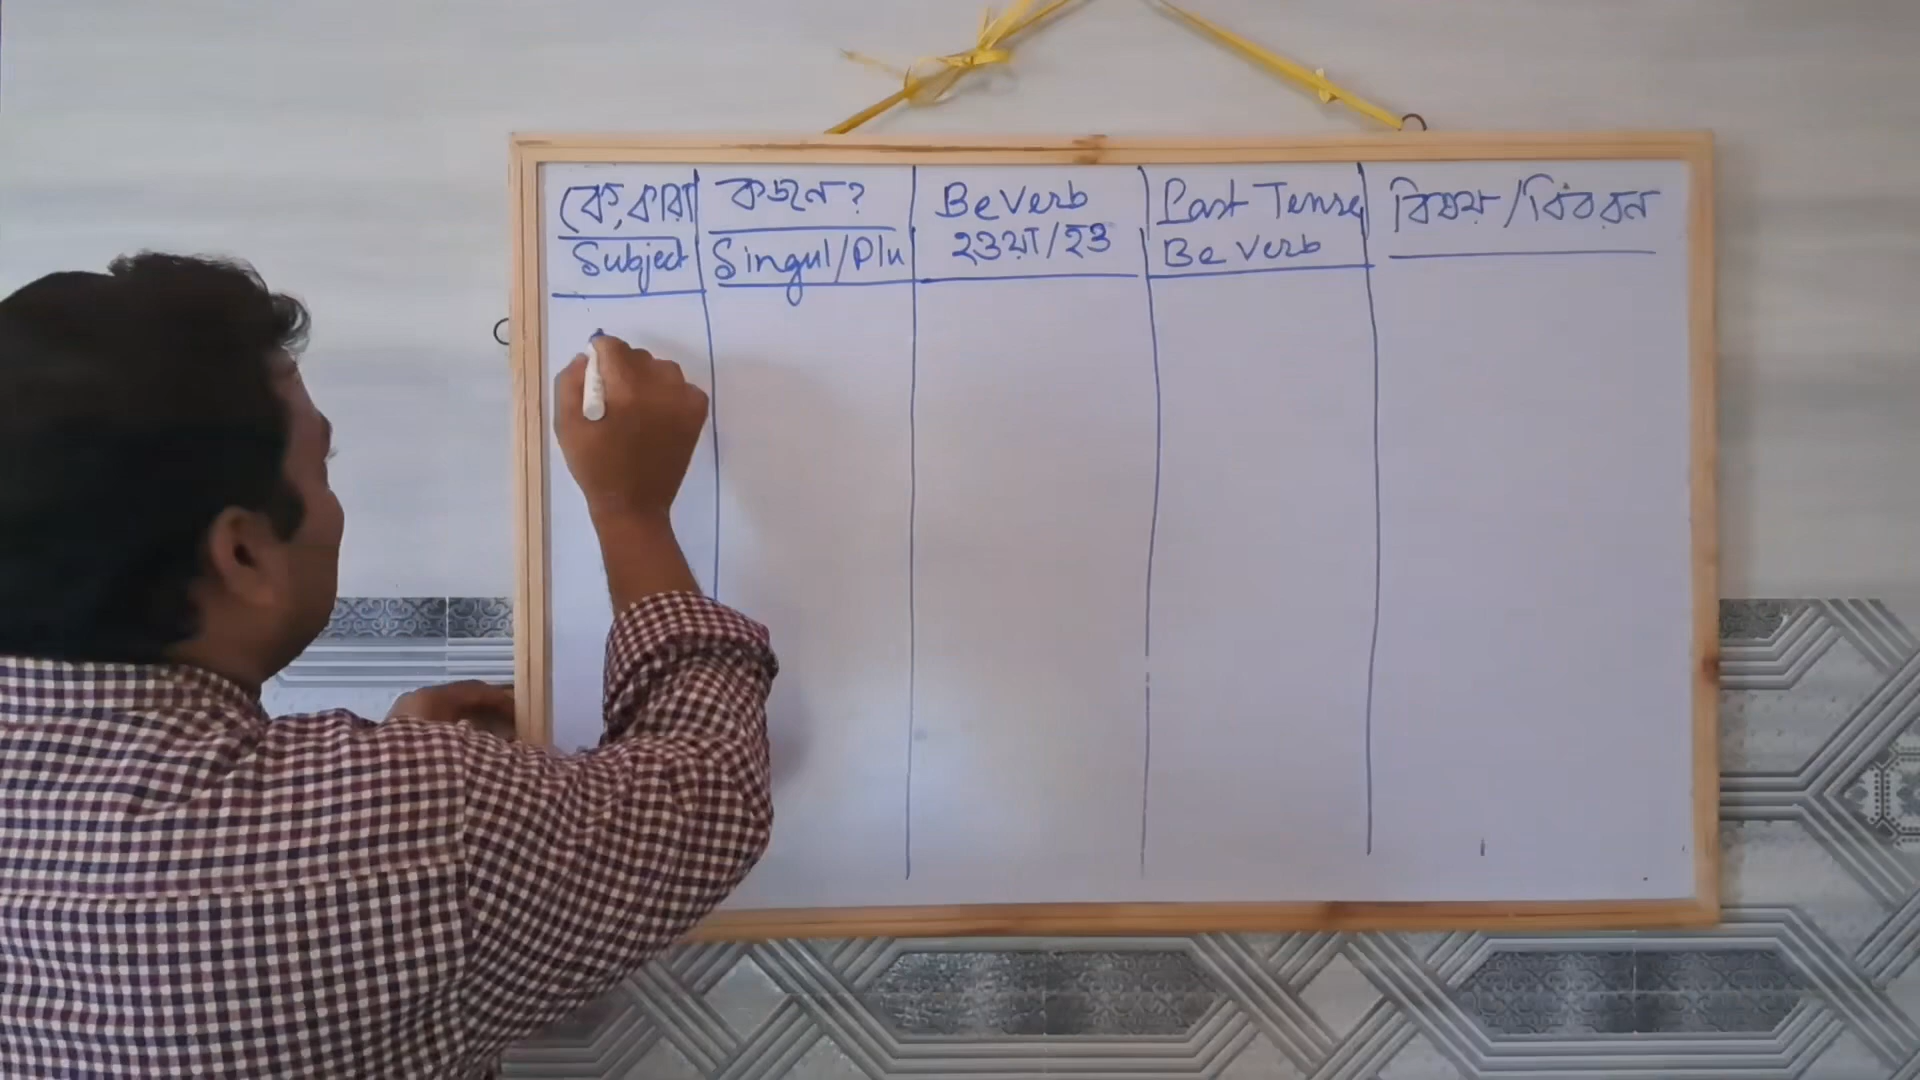 কে, কারা
Subject
কজন?
Singul/Plu
Be Verb
হওয়া/হও
Past Tense
Be Verb
বিষয়/বিবরন